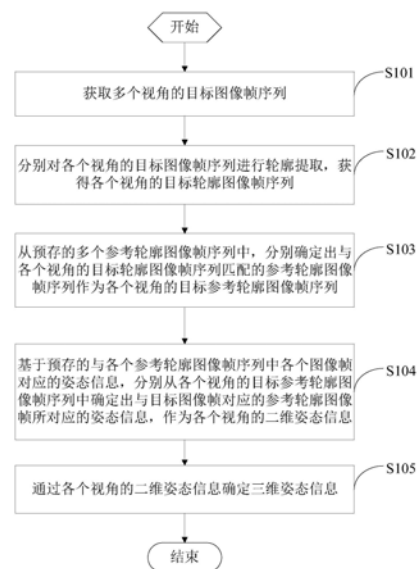 开始
S101
获取多个视角的目标图像帧序列
S102
分别对各个视角的目标图像帧序列进行轮廓提取，获
得各个视角的目标轮廓图像帧序列
S103
从预存的多个参考轮廓图像帧序列中，分别确定出与
各个视角的目标轮廓图像帧序列匹配的参考轮廓图像
帧序列作为各个视角的目标参考轮廓图像帧序列
S104
基于预存的与各个参考轮廓图像帧序列中各个图像帧
对应的姿态信息，分别从各个视角的目标参考轮廓图
像帧序列中确定出与目标图像帧对应的参考轮廓图像
帧所对应的姿态信息，作为各个视角的二维姿态信息
S105
通过各个视角的二维姿态信息确定三维姿态信息
结束